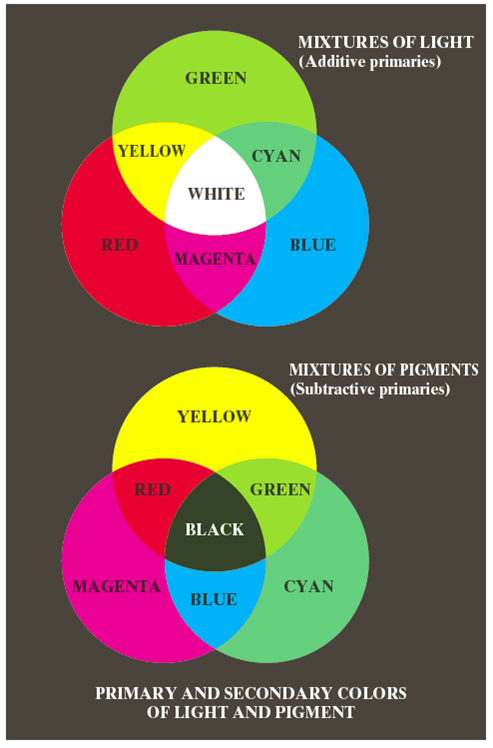 MIXTURES OF LIGHT
(Additive primaries)
GREEN
YELLOW
CYAN
WHITE
RED
BLUE
MAGENTA
MIXTURES OF PIGMENTS
(Subtractive primaries)
YELLOW
RED
GREEN
BLACK
MAGENTA
CYAN
BLUE
PRIMARY AND SECONDARY COLORS
OF LIGHT AND PIGMENT